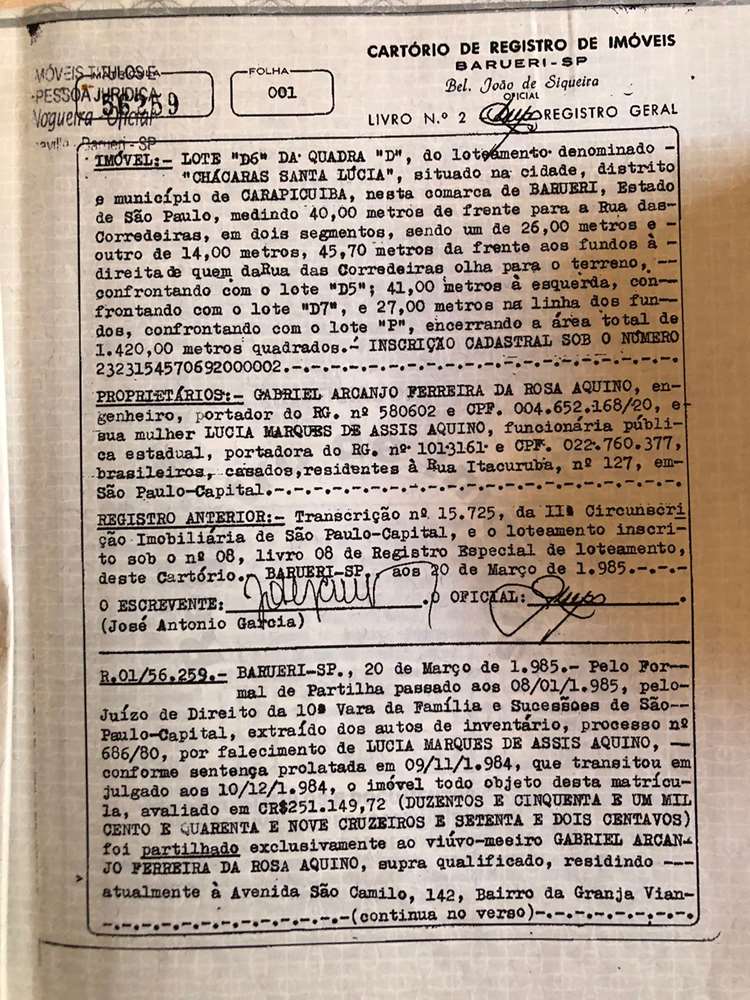 CARTÓRIO DE REGISTRO DE IMÓVEIS
BARUERI-SP
Bel. João de Siqueira
OFICIAL
LIVRO N.º 2 REGISTRO GERAL
IMÓVEIS TITULOS E
PESSOA JURIDICA
Nogueira Oficial
Barueri - SP
56259
FOLHA
001
IMÓVEL:- LOTE "D6" DA QUADRA "D", do loteamento denominado -
"CHÁCARAS SANTA LÚCIA", situado na cidade, distrito
e município de CARAPICUIBA, nesta comarca de BARUERI, Estado
de São Paulo, medindo 40,00 metros de frente para a Rua das-
Corredeiras, em dois segmentos, sendo um de 26,00 metros e -
outro de 14,00 metros, 45,70 metros da frente aos fundos à -
direita de quem da Rua das Corredeiras olha para o terreno, --
confrontando com o lote "D5"; 41,00 metros à esquerda, con-
frontando com o lote "D7", e 27,00 metros na linha dos fun--
dos, confrontando com o lote "P", encerrando a área total de
1.420,00 metros quadrados.- INSCRIÇÃO CADASTRAL SOB O NÚMERO
2323154570692000002.-.-.-.-.-.-.-.-.-.-.-.-.-.-.-.-.-.-.-.
PROPRIETÁRIOS:- GABRIEL ARCANJO FERREIRA DA ROSA AQUINO, en-
genheiro, portador do RG. nº 580602 e CPF. 004.652.168/20, e-
sua mulher LUCIA MARQUES DE ASSIS AQUINO, funcionária públi-
ca estadual, portadora do RG. nº 1013161 e CPF. 022.760.377,
brasileiros, casados,residentes à Rua Itacuruba, nº 127, em-
São Paulo-Capital.-.-.-.-.-.-.-.-.-.-.-.-.-.-.-.-.-.-.-.-.
REGISTRO ANTERIOR:- Transcrição nº 15.725, da IIª Circunscri
ção Imobiliária de São Paulo-Capital, e o loteamento inscri-
to sob o nº 08, livro 08 de Registro Especial de loteamento,
deste Cartório. BARUERI-SP., aos 20 de Março de 1.985.-.-.-
O ESCREVENTE: .O OFICIAL: .
(José Antonio Garcia)
R.01/56.259.- BARUERI-SP., 20 de Março de 1.985.- Pelo For--
mal de Partilha passado aos 08/01/1.985, pelo-
Juízo de Direito da 10ª Vara da Família e Sucessões de São--
Paulo-Capital, extraído dos autos de inventário, processo nº
686/80, por falecimento de LUCIA MARQUES DE ASSIS AQUINO, --
conforme sentença prolatada em 09/11/1.984, que transitou em
julgado aos 10/12/1.984, o imóvel todo objeto desta matrícu-
la, avaliado em CR$251.149,72 (DUZENTOS E CINQUENTA E UM MIL
CENTO E QUARENTA E NOVE CRUZEIROS E SETENTA E DOIS CENTAVOS)
foi partilhado exclusivamente ao viúvo-meeiro GABRIEL ARCAN-
JO FERREIRA DA ROSA AQUINO, supra qualificado, residindo ---
atualmente à Avenida São Camilo, 142, Bairro da Granja Vian-
-.-.-.-.-.-.-.-.-.-.-.-(continua no verso)-.-.-.-.-.-.-.-.